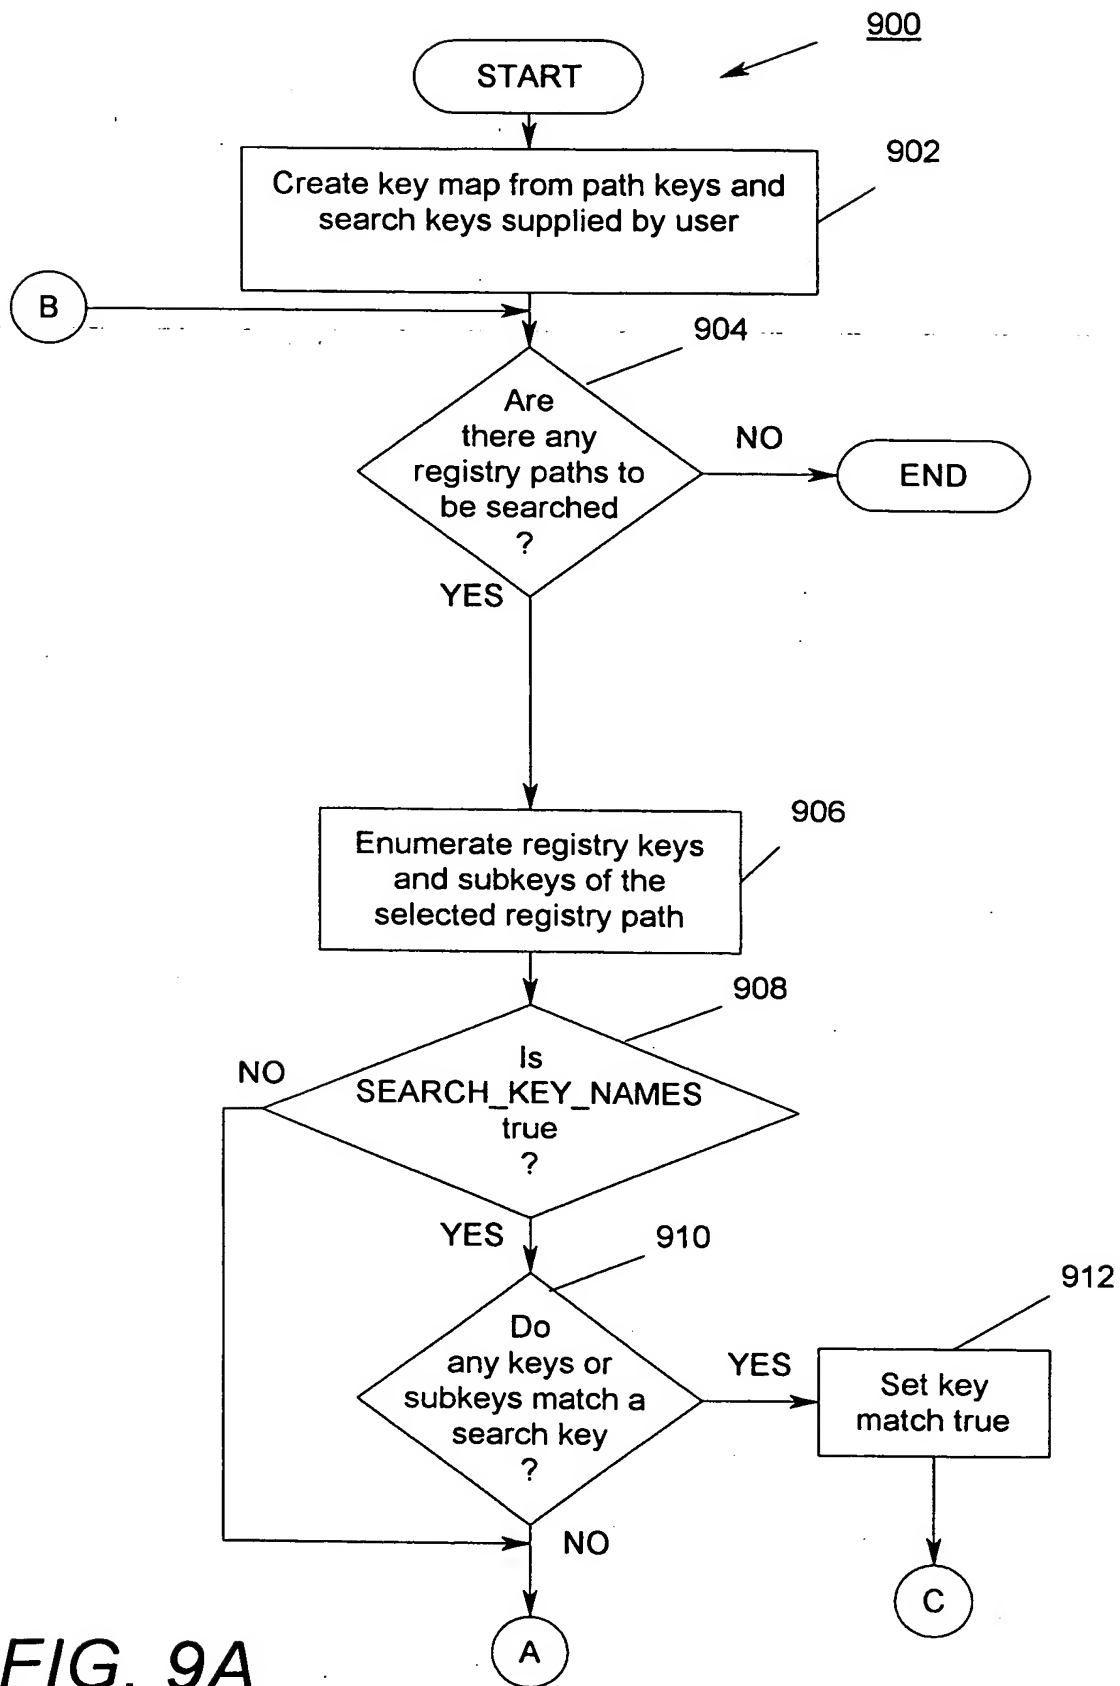 900
START
902
Create key map from path keys and
search keys supplied by user
B
904
Are
there any
registry paths to
be searched
?
NO
END
YES
906
Enumerate registry keys
and subkeys of the
selected registry path
908
NO
Is
SEARCH_KEY_NAMES
true
?
YES
910
912
Do
any keys or
subkeys match a
search key
?
YES
Set key
match true
NO
C
A
FIG. 9A